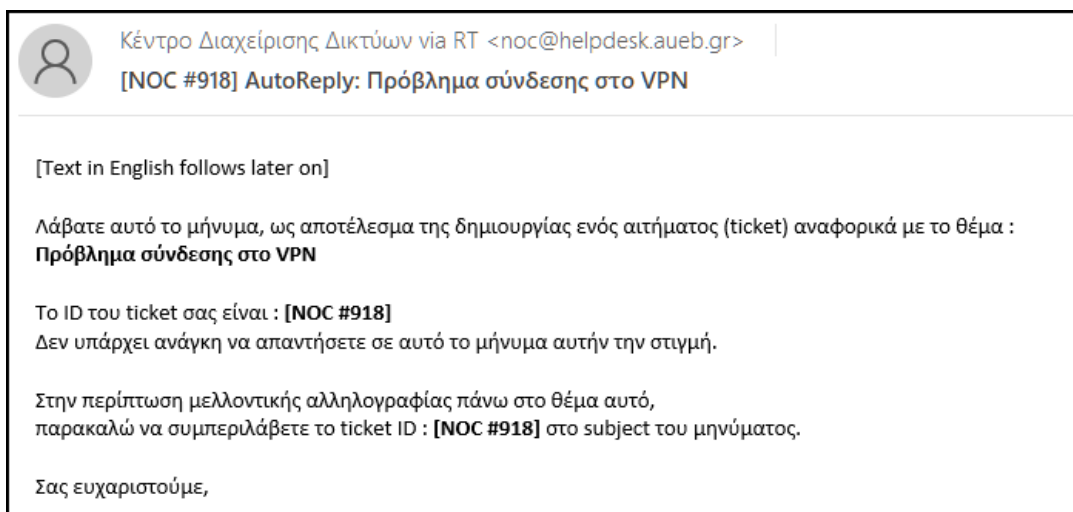 Κέντρο Διαχείρισης Δικτύων via RT <noc@helpdesk.aueb.gr>
[NOC #918] AutoReply: Πρόβλημα σύνδεσης στο VPN
[Text in English follows later on]
Λάβατε αυτό το μήνυμα, ως αποτέλεσμα της δημιουργίας ενός αιτήματος (ticket) αναφορικά με το θέμα :
Πρόβλημα σύνδεσης στο VPN
Το ID του ticket σας είναι : [NOC #918]
Δεν υπάρχει ανάγκη να απαντήσετε σε αυτό το μήνυμα αυτήν την στιγμή.
Στην περίπτωση μελλοντικής αλληλογραφίας πάνω στο θέμα αυτό,
παρακαλώ να συμπεριλάβετε το ticket ID : [NOC #918] στο subject του μηνύματος.
Σας ευχαριστούμε,